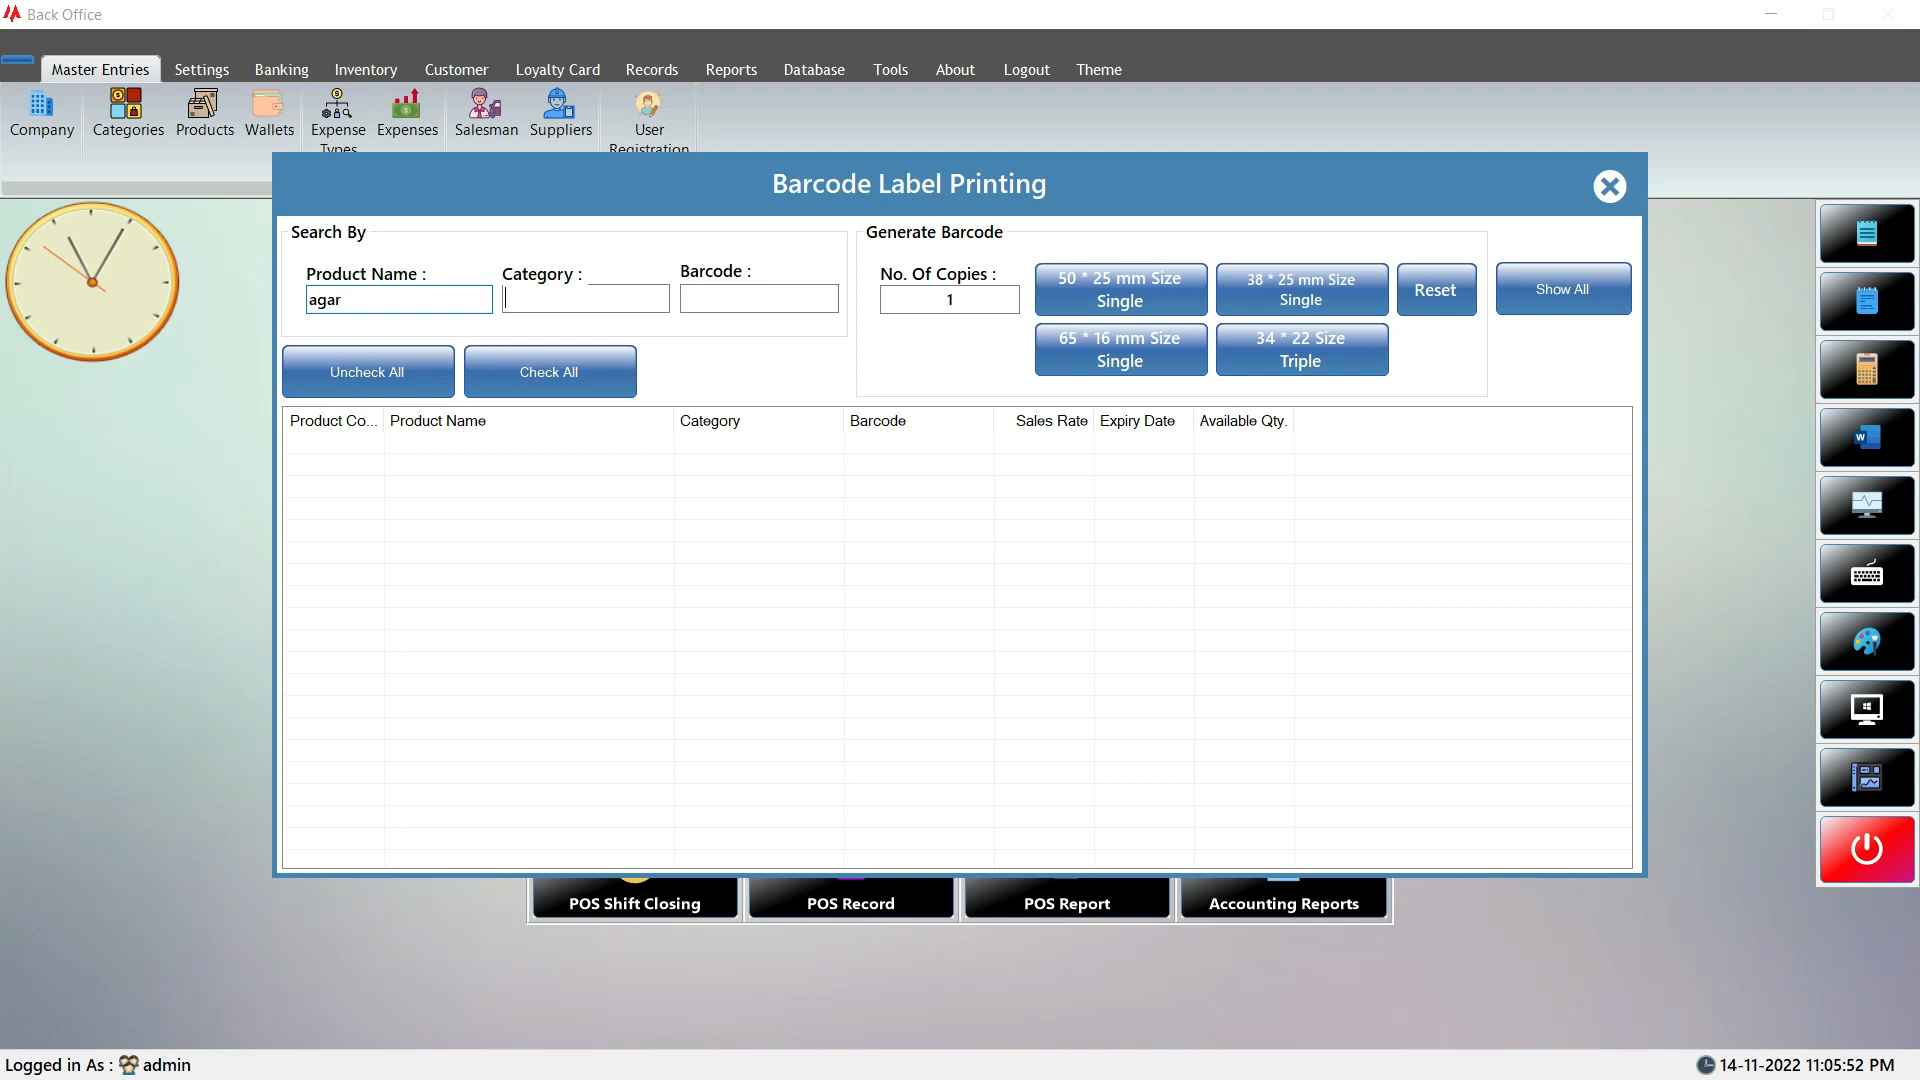 Back Office
Master Entries Settings Banking Inventory Customer Loyalty Card Records Reports Database Tools About Logout Theme
Company Categories Products Wallets Expense Types Expenses Salesman Suppliers User Registration
Barcode Label Printing
Search By
Product Name : Category : Barcode :
agar
Generate Barcode
No. Of Copies :
1
50 * 25 mm Size
Single
38 * 25 mm Size
Single
Reset
Show All
65 * 16 mm Size
Single
34 * 22 Size
Triple
Uncheck All Check All
Product Co... Product Name Category Barcode Sales Rate Expiry Date Available Qty.
POS Shift Closing POS Record POS Report Accounting Reports
Logged in As : admin
14-11-2022 11:05:52 PM